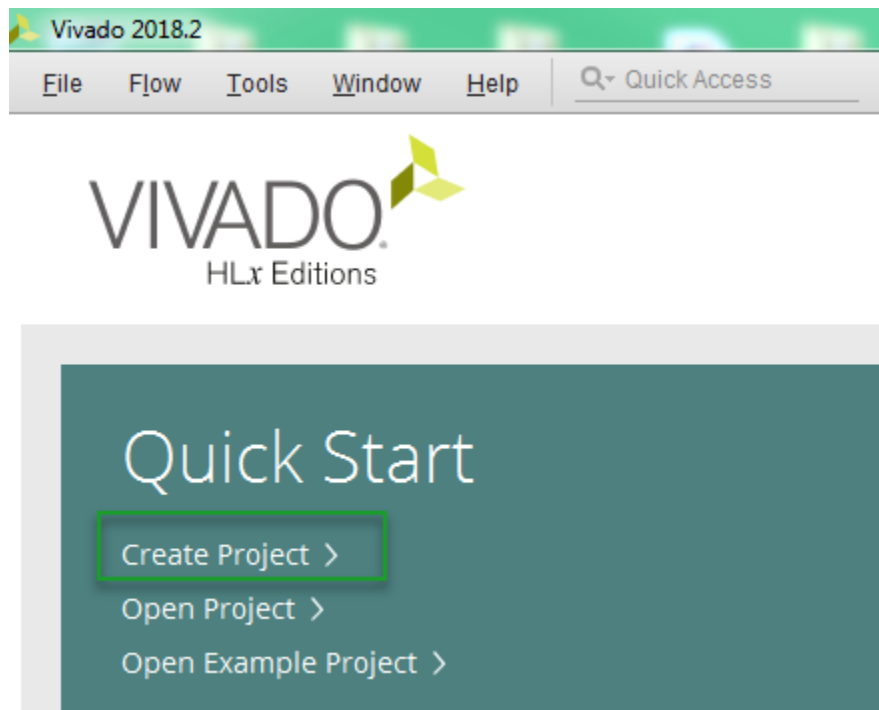 Vivado 2018.2
File Flow Tools Window Help Quick Access
VIVADO.
HLx Editions
Quick Start
Create Project >
Open Project >
Open Example Project >